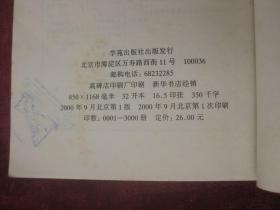 学苑出版社出版发行
北京市海淀区万寿路西街11号 100036
邮购电话:68232285
高碑店印刷厂印刷 新华书店经销
850×1168毫米 32开本 16.5印张 350千字
2000年9月北京第1版 2000年9月北京第1次印刷
印数:0001—3000册 定价:26.00元